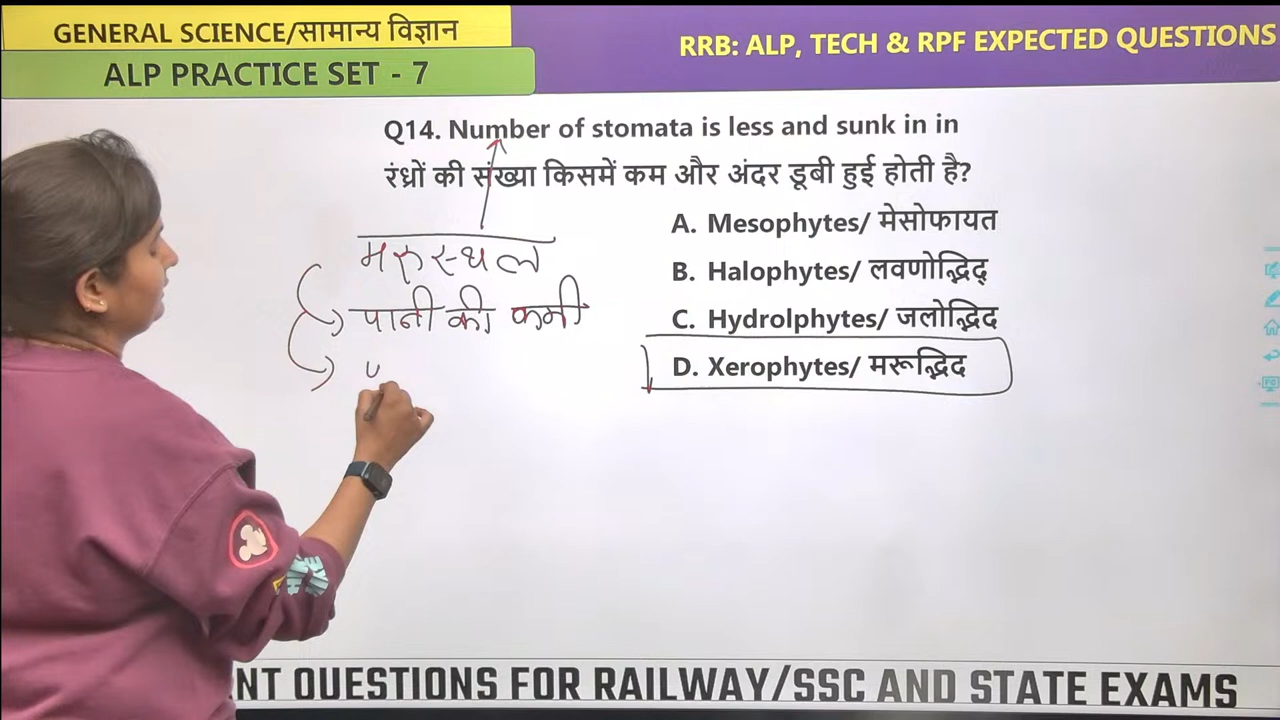 GENERAL SCIENCE/सामान्य विज्ञान
RRB: ALP, TECH & RPF EXPECTED QUESTIONS
ALP PRACTICE SET - 7
Q14. Number of stomata is less and sunk in in
रंध्रों की संख्या किसमें कम और अंदर डूबी हुई होती है?
A. Mesophytes/ मेसोफायत
B. Halophytes/ लवणोद्भिद्
C. Hydrolphytes/ जलोद्भिद
D. Xerophytes/ मरूद्भिद
मरुस्थल
पानी की कमी
NT QUESTIONS FOR RAILWAY/SSC AND STATE EXAMS